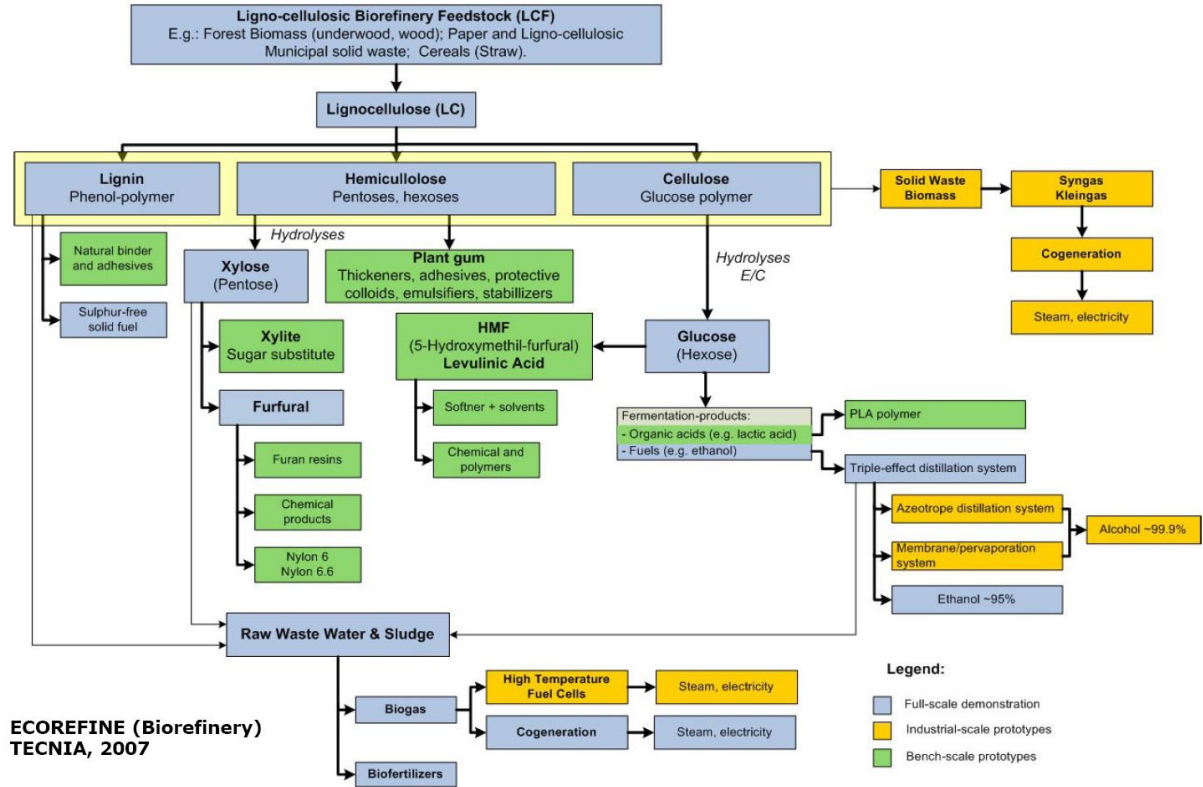 Ligno-cellulosic Biorefinery Feedstock (LCF)
E.g.: Forest Biomass (underwood, wood); Paper and Ligno-cellulosic
Municipal solid waste; Cereals (Straw).
Lignocellulose (LC)
Lignin
Phenol-polymer
Hemicullolose
Pentoses, hexoses
Cellulose
Glucose polymer
Solid Waste
Biomass
Syngas
Kleingas
Hydrolyses
Natural binder
and adhesives
Xylose
(Pentose)
Plant gum
Thickeners, adhesives, protective
colloids, emulsifiers, stabillizers
Hydrolyses
E/C
Cogeneration
Sulphur-free
solid fuel
Steam, electricity
Xylite
Sugar substitute
HMF
(5-Hydroxymethil-furfural)
Levulinic Acid
Glucose
(Hexose)
Furfural
Softner + solvents
Fermentation-products:
- Organic acids (e.g. lactic acid)
- Fuels (e.g. ethanol)
PLA polymer
Furan resins
Chemical and
polymers
Triple-effect distillation system
Chemical
products
Azeotrope distillation system
Alcohol ~99.9%
Nylon 6
Nylon 6.6
Membrane/pervaporation
system
Ethanol ~95%
Raw Waste Water & Sludge
Legend:
Biogas
High Temperature
Fuel Cells
Steam, electricity
Full-scale demonstration
Cogeneration
Steam, electricity
Industrial-scale prototypes
Bench-scale prototypes
Biofertilizers
ECOREFINE (Biorefinery)
TECNIA, 2007